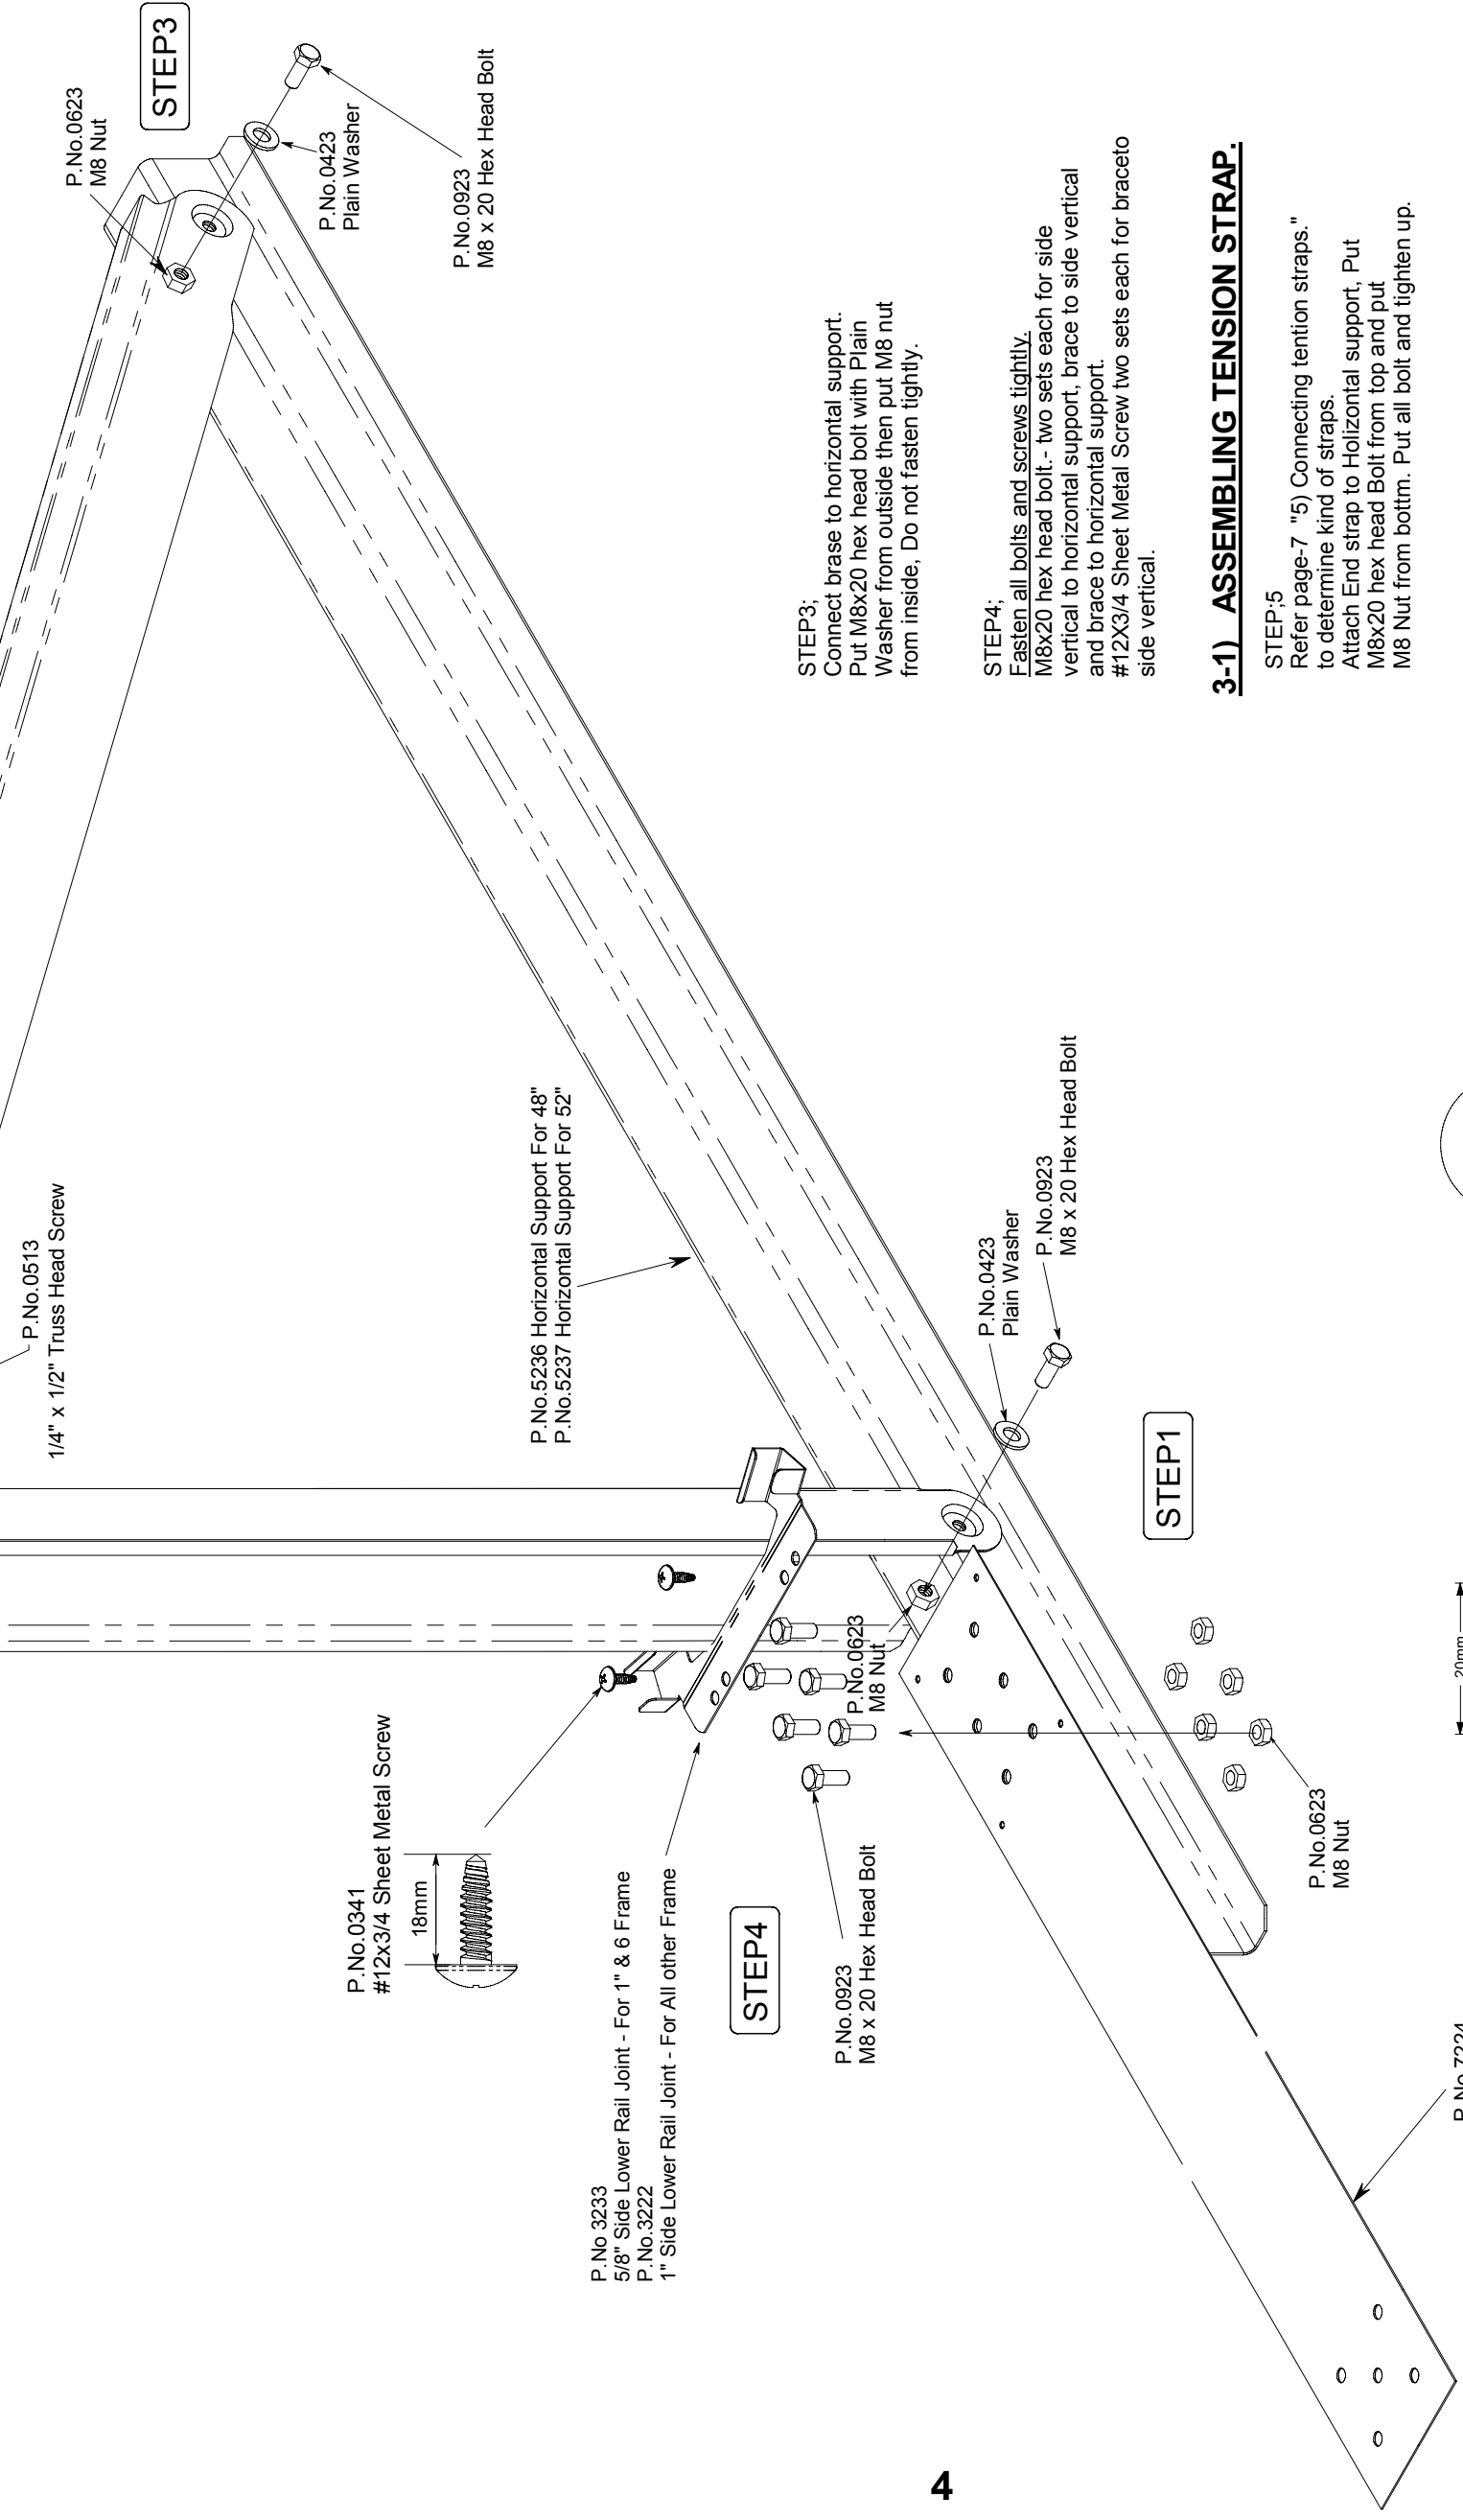 STEP3
P.No.0623
M8 Nut
P.No.0423
Plain Washer
P.No.0923
M8 x 20 Hex Head Bolt
P.No.0513
1/4" x 1/2" Truss Head Screw
P.No.5236 Horizontal Support For 48"
P.No.5237 Horizontal Support For 52"
P.No.0423
Plain Washer
P.No.0923
M8 x 20 Hex Head Bolt
STEP1
P.No.0623
M8 Nut
P.No.0341
#12x3/4 Sheet Metal Screw
18mm
P.No 3233
5/8" Side Lower Rail Joint - For 1" & 6 Frame
P.No.3222
1" Side Lower Rail Joint - For All other Frame
STEP4
P.No.0923
M8 x 20 Hex Head Bolt
P.No.0623
M8 Nut
20mm
P.No.7224
STEP3;
Connect brase to horizontal support.
Put M8x20 hex head bolt with Plain
Washer from outside then put M8 nut
from inside, Do not fasten tightly.
STEP4;
Fasten all bolts and screws tightly.
M8x20 hex head bolt.- two sets each for side
vertical to horizontal support, brace to side vertical
and brace to horizontal support.
#12X3/4 Sheet Metal Screw two sets each for braceto
side vertical.
3-1) ASSEMBLING TENSION STRAP.
STEP;5
Refer page-7 "5) Connecting tention straps."
to determine kind of straps.
Attach End strap to Holizontal support, Put
M8x20 hex head Bolt from top and put
M8 Nut from bottm. Put all bolt and tighten up.
4